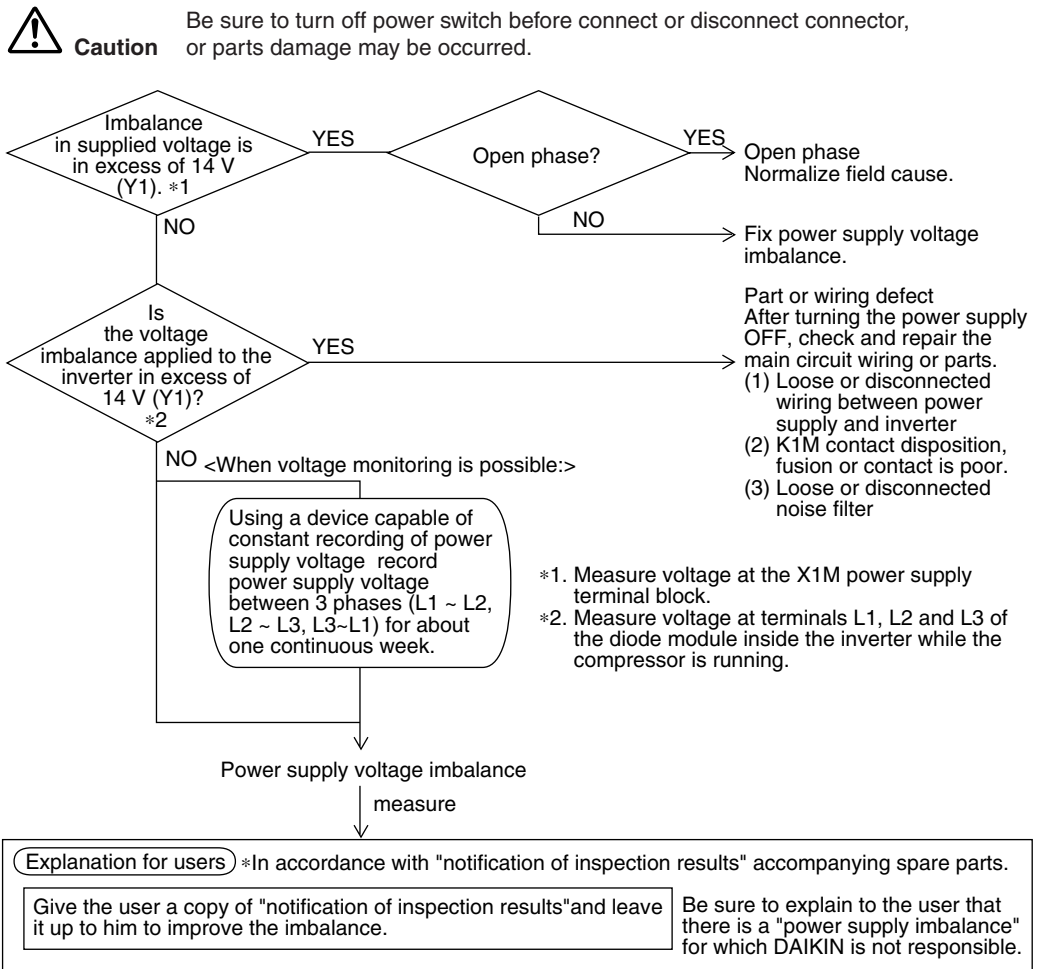 Caution
Be sure to turn off power switch before connect or disconnect connector,
or parts damage may be occurred.
Imbalance
in supplied voltage is
in excess of 14 V
(Y1). *1
YES
Open phase?
YES
Open phase
Normalize field cause.
NO
NO
Fix power supply voltage
imbalance.
Is
the voltage
imbalance applied to the
inverter in excess of
14 V (Y1)?
*2
YES
Part or wiring defect
After turning the power supply
OFF, check and repair the
main circuit wiring or parts.
(1) Loose or disconnected
wiring between power
supply and inverter
(2) K1M contact disposition,
fusion or contact is poor.
(3) Loose or disconnected
noise filter
NO <When voltage monitoring is possible:>
Using a device capable of
constant recording of power
supply voltage record
power supply voltage
between 3 phases (L1 ~ L2,
L2 ~ L3, L3~L1) for about
one continuous week.
*1. Measure voltage at the X1M power supply
terminal block.
*2. Measure voltage at terminals L1, L2 and L3 of
the diode module inside the inverter while the
compressor is running.
Power supply voltage imbalance
measure
Explanation for users *In accordance with "notification of inspection results" accompanying spare parts.
Give the user a copy of "notification of inspection results"and leave
it up to him to improve the imbalance.
Be sure to explain to the user that
there is a "power supply imbalance"
for which DAIKIN is not responsible.